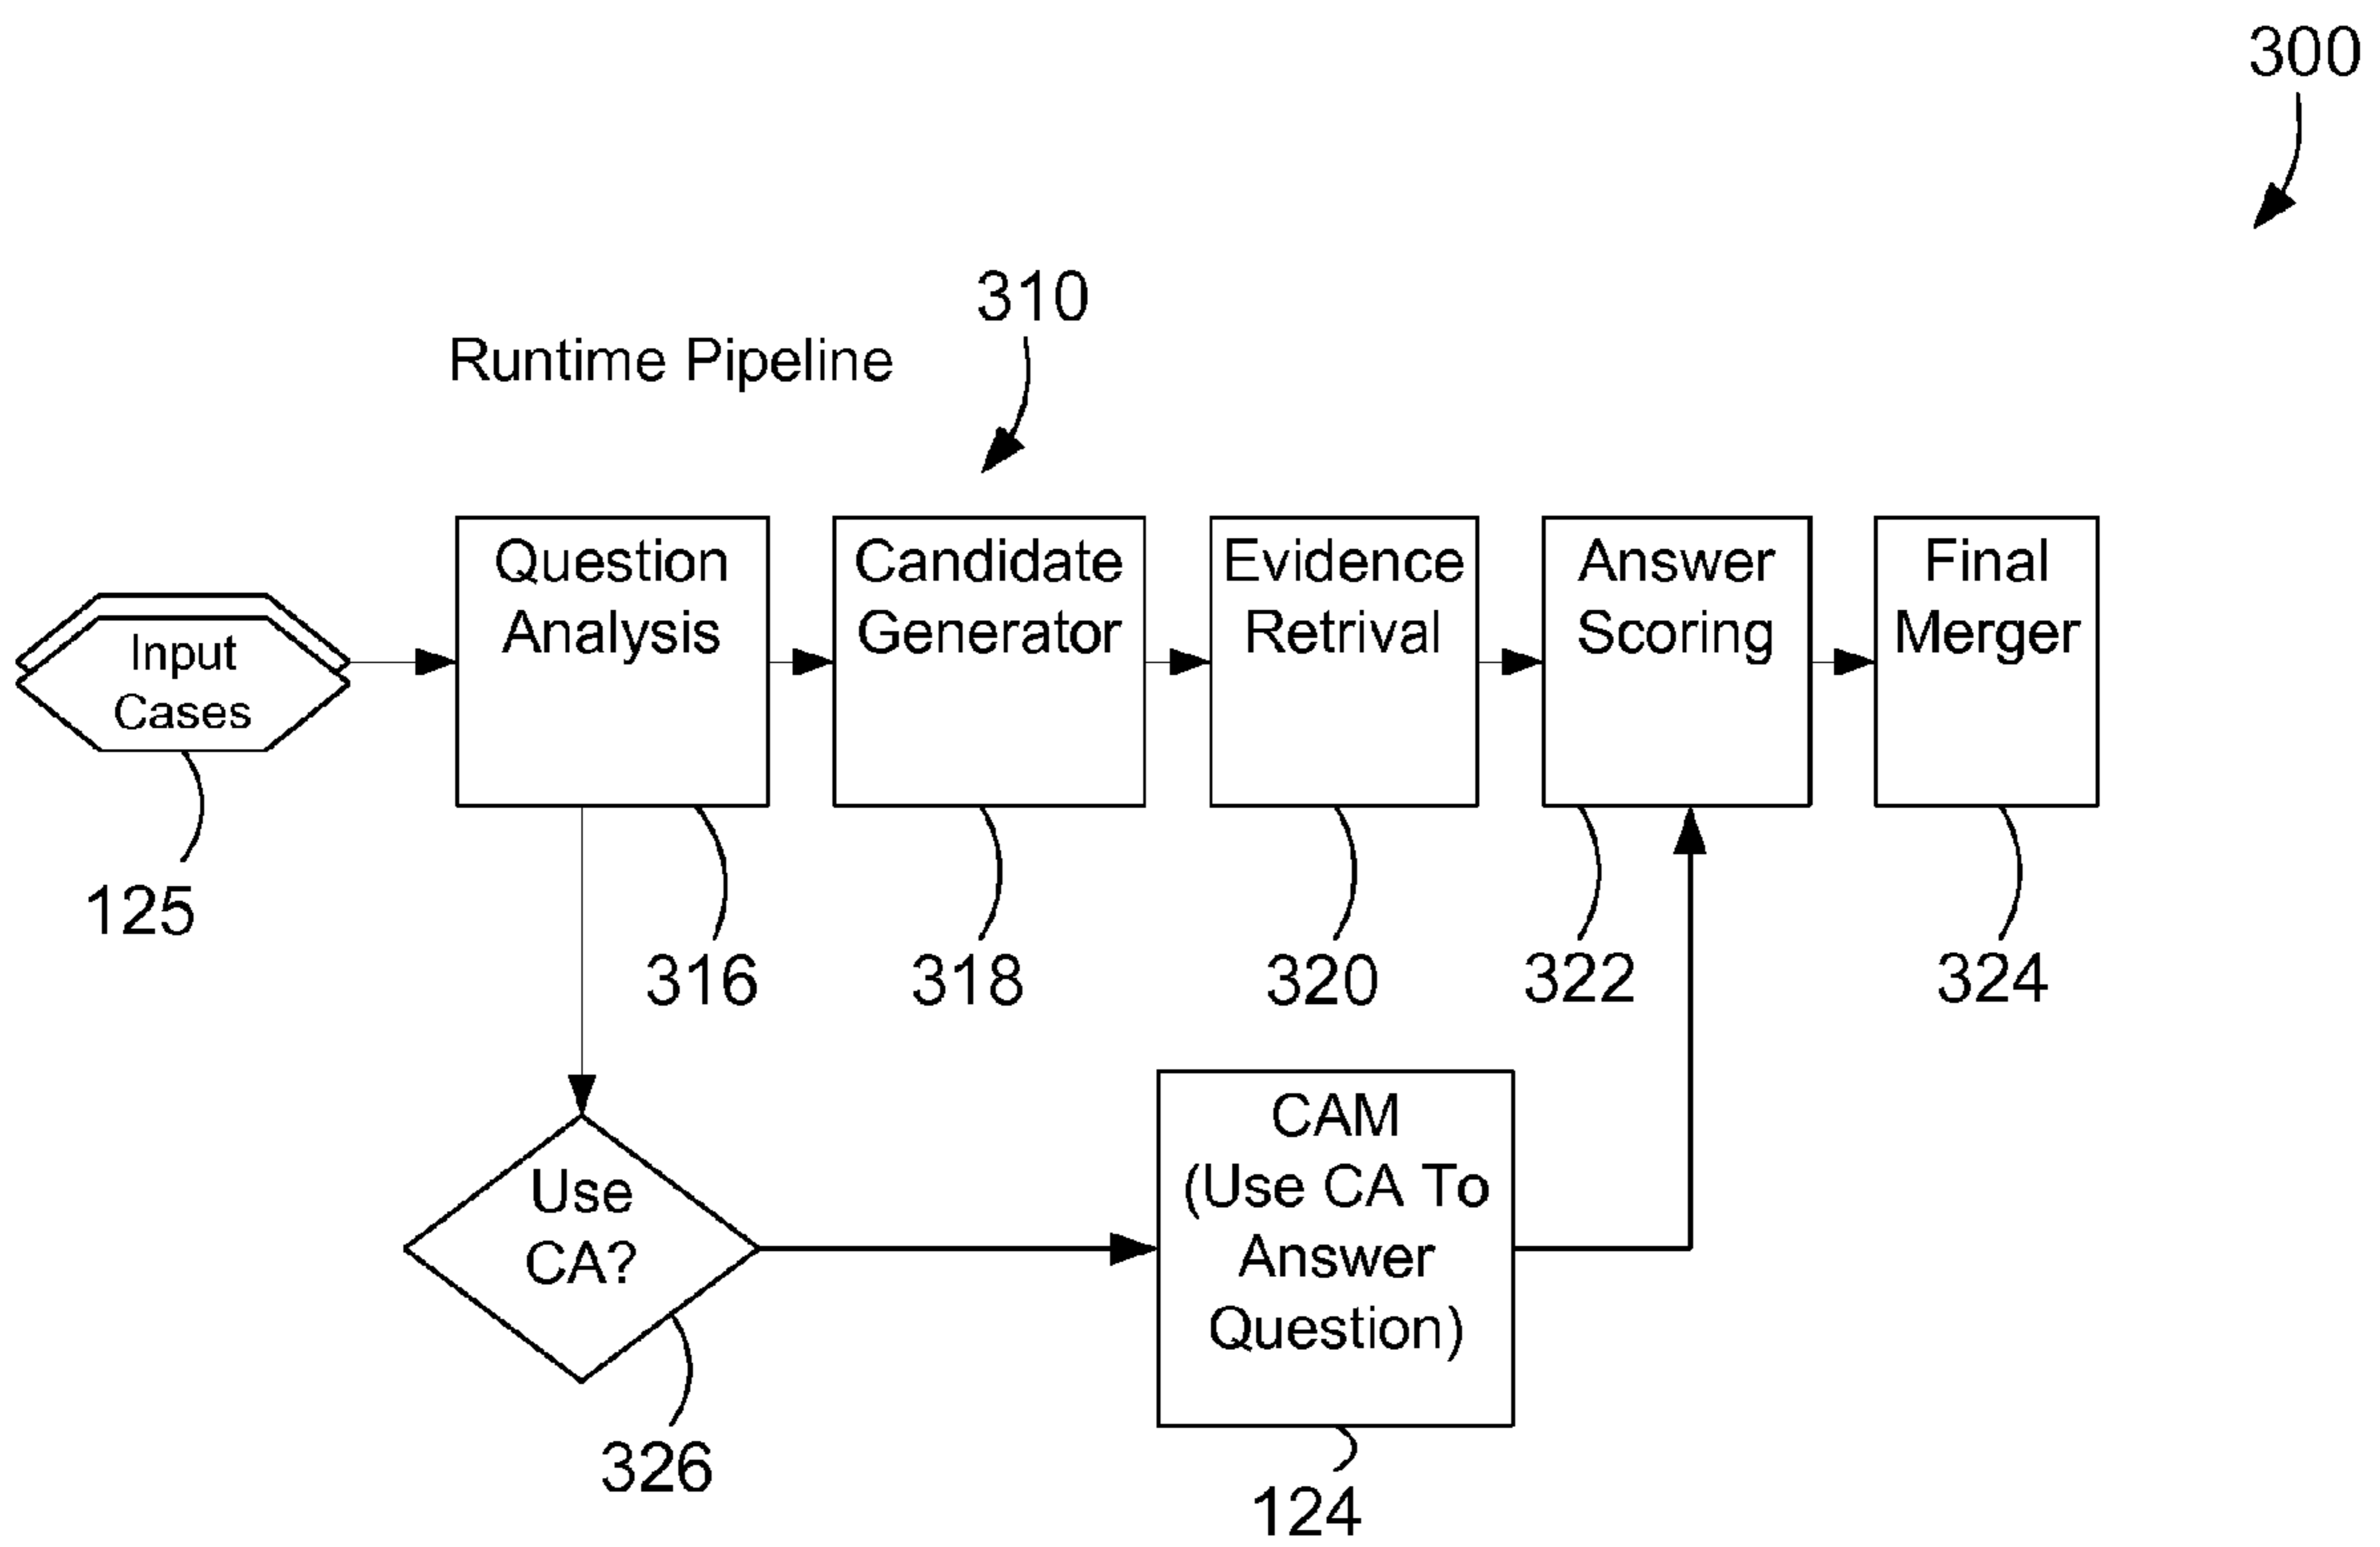 300
310
Runtime Pipeline
Question
Analysis
Candidate
Generator
Evidence
Retrival
Answer
Scoring
Final
Merger
Input
Cases
125
316
318
320
322
324
Use
CA?
CAM
(Use CA To
Answer
Question)
326
124